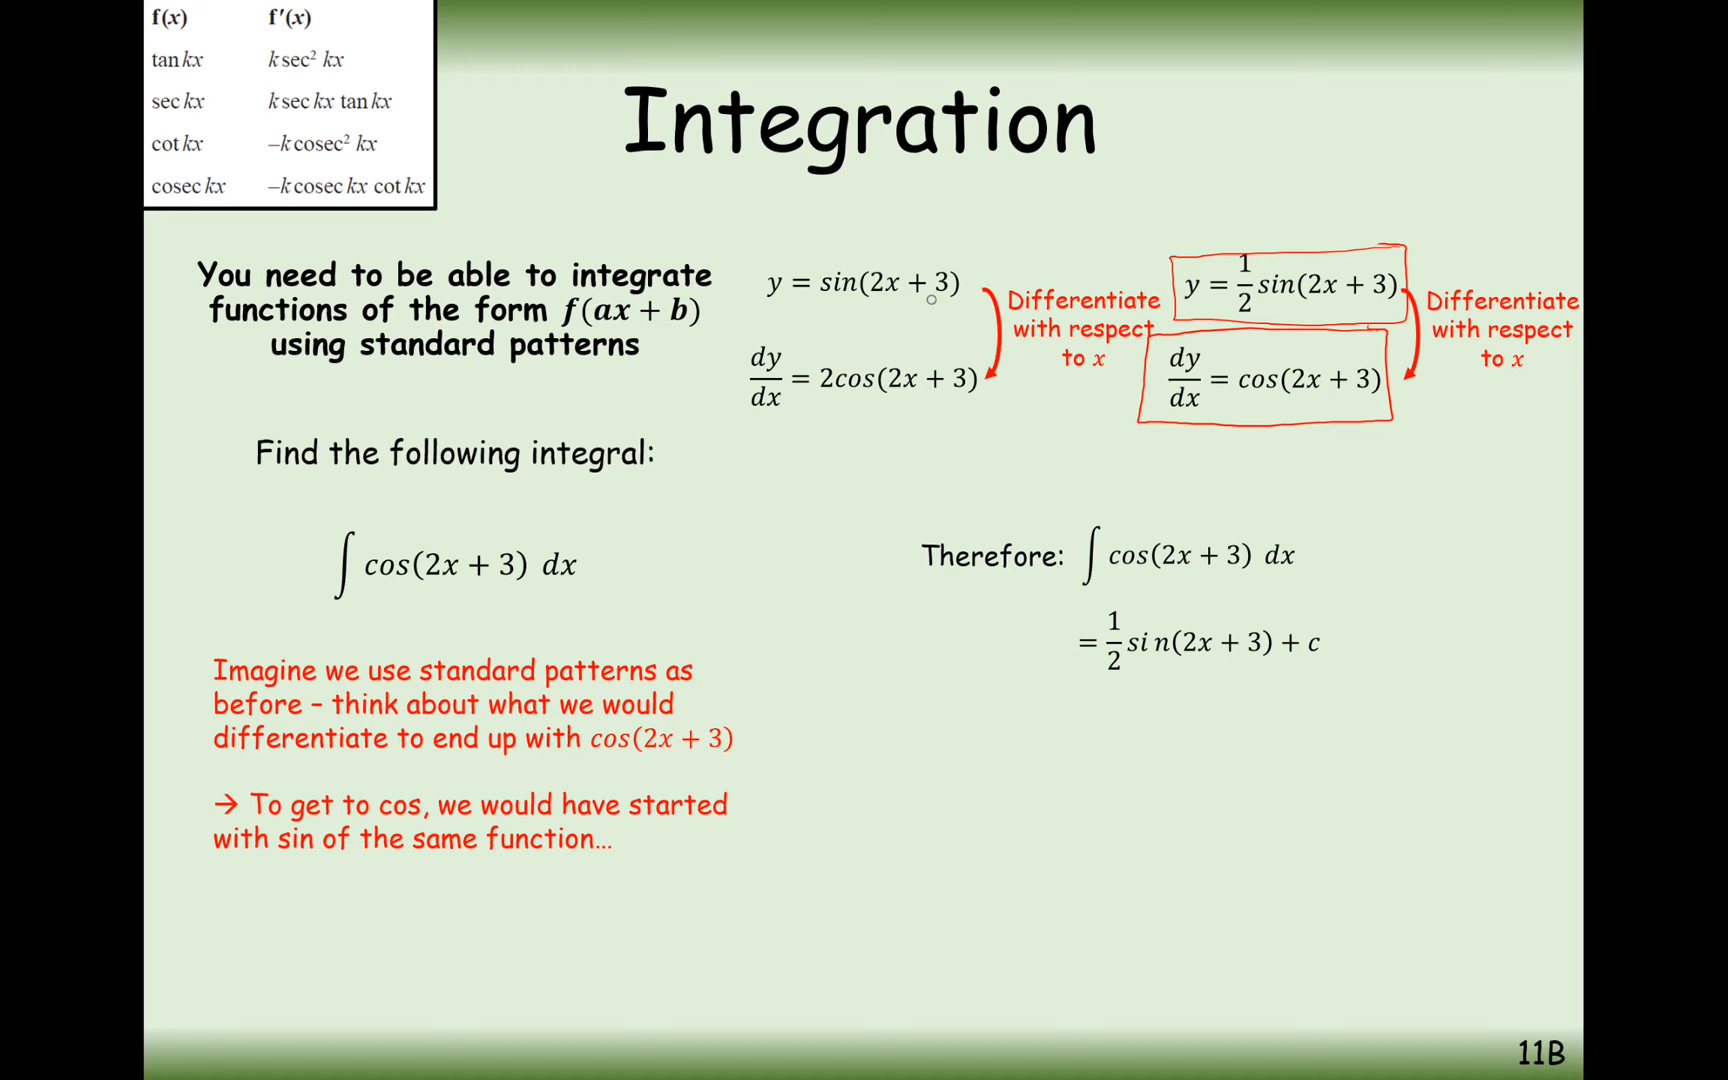 f(x) f′(x)
tan kx k sec² kx
sec kx k sec kx tan kx
cot kx –k cosec² kx
cosec kx –k cosec kx cot kx
Integration
You need to be able to integrate
functions of the form f(ax + b)
using standard patterns
Find the following integral:
∫ cos(2x + 3) dx
Imagine we use standard patterns as
before – think about what we would
differentiate to end up with cos(2x + 3)
→ To get to cos, we would have started
with sin of the same function…
y = sin(2x + 3)
Differentiate
with respect
to x
dy/dx = 2cos(2x + 3)
y = 1/2 sin(2x + 3)
Differentiate
with respect
to x
dy/dx = cos(2x + 3)
Therefore: ∫ cos(2x + 3) dx
= 1/2 sin(2x + 3) + c
11B